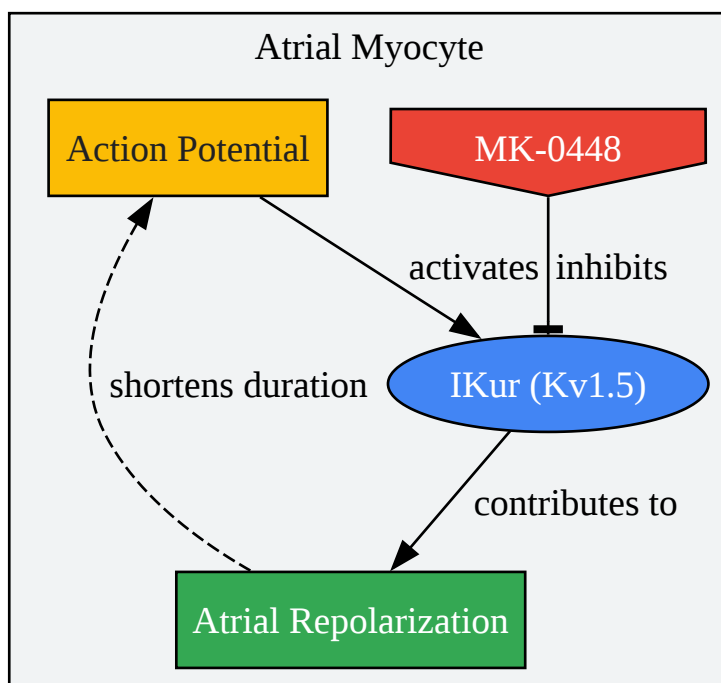 Atrial Myocyte
Action Potential
MK-0448
activates
inhibits
shortens duration
IKur (Kv1.5)
contributes to
Atrial Repolarization